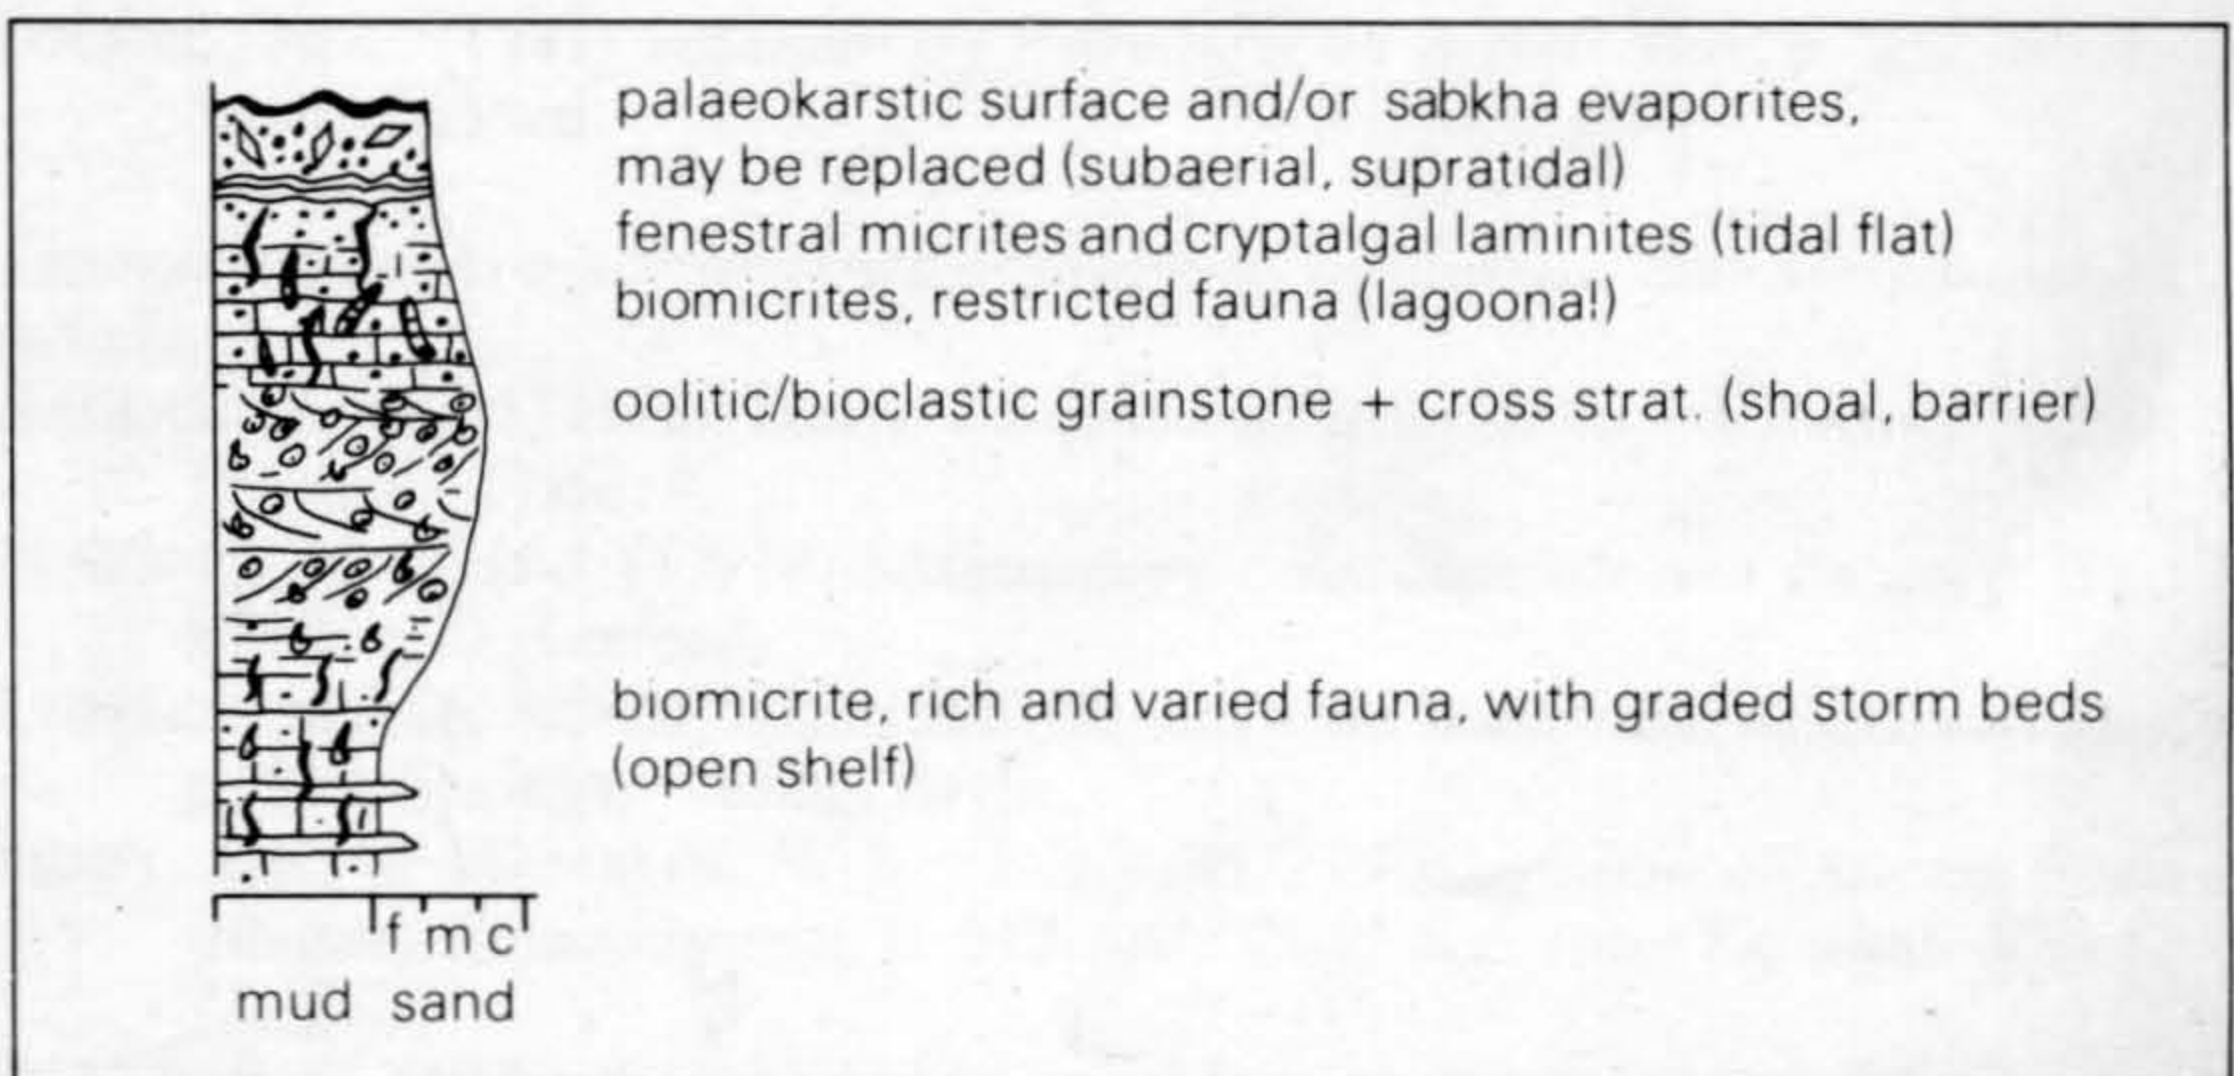 palaeokarstic surface and/or sabkha evaporites,
may be replaced (subaerial, supratidal)
fenestral micrites and cryptalgal laminites (tidal flat)
biomicrites, restricted fauna (lagoona!)
oolitic/bioclastic grainstone + cross strat. (shoal, barrier)
biomicrite, rich and varied fauna, with graded storm beds
(open shelf)
f m c
mud sand